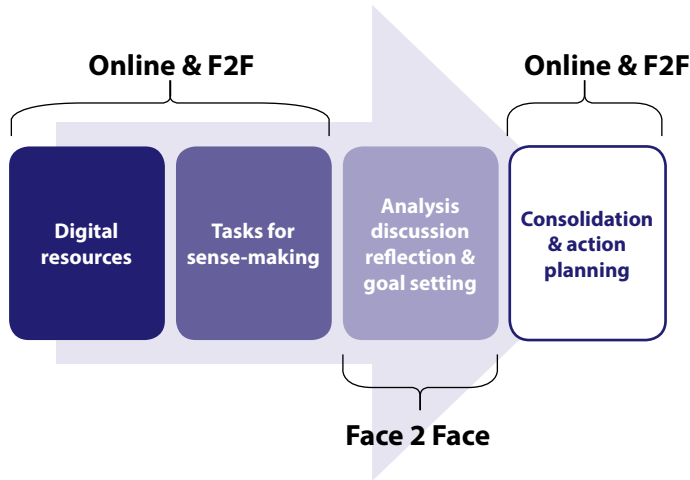 Online & F2F
Online & F2F
Digital
resources
Tasks for
sense-making
Analysis
discussion
reflection &
goal setting
Consolidation
& action
planning
Face 2 Face